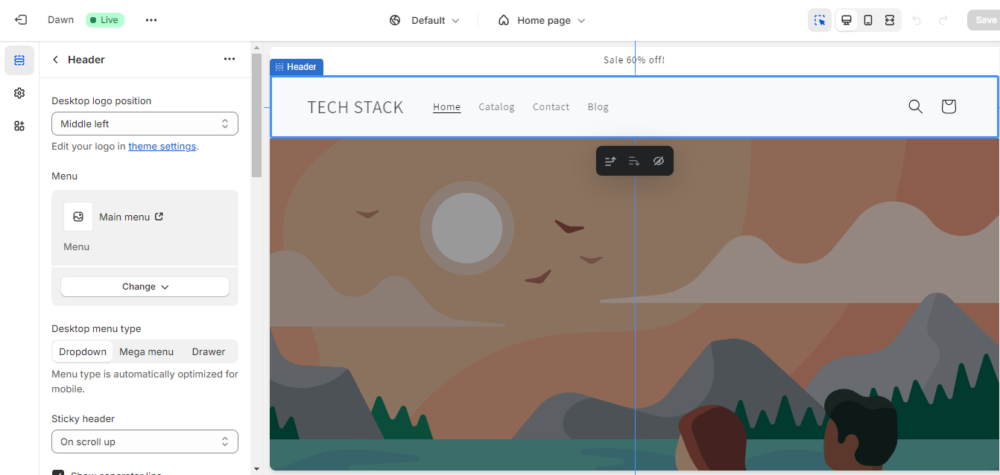 Dawn
Live
Default
Home page
Save
Header
Desktop logo position
Middle left
Edit your logo in theme settings.
Menu
Main menu
Menu
Change
Desktop menu type
Dropdown Mega menu Drawer
Menu type is automatically optimized for
mobile.
Sticky header
On scroll up
Show separator line
Sale 60% off!
Header
TECH STACK Home Catalog Contact Blog